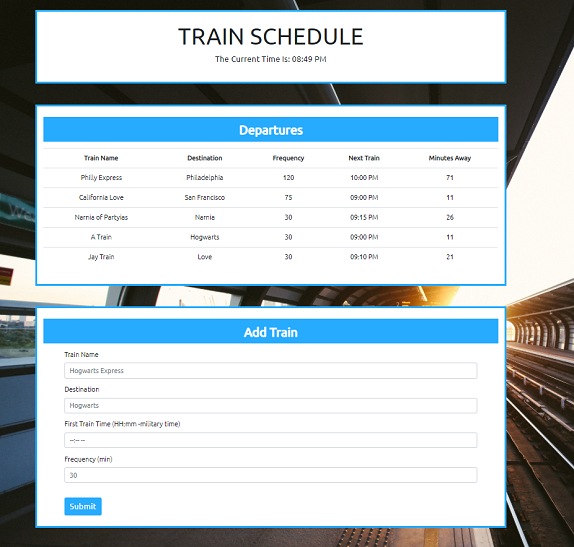 TRAIN SCHEDULE
The Current Time Is: 08:49 PM
Departures
Train Name Destination Frequency Next Train Minutes Away
Philly Express Philadelphia 120 10:00 PM 71
California Love San Francisco 75 09:00 PM 11
Narnia of Partyias Narnia 30 09:15 PM 26
A Train Hogwarts 30 09:00 PM 11
Jay Train Love 30 09:10 PM 21
Add Train
Train Name
Hogwarts Express
Destination
Hogwarts
First Train Time (HH:mm -military time)
--:-- --
Frequency (min)
30
Submit